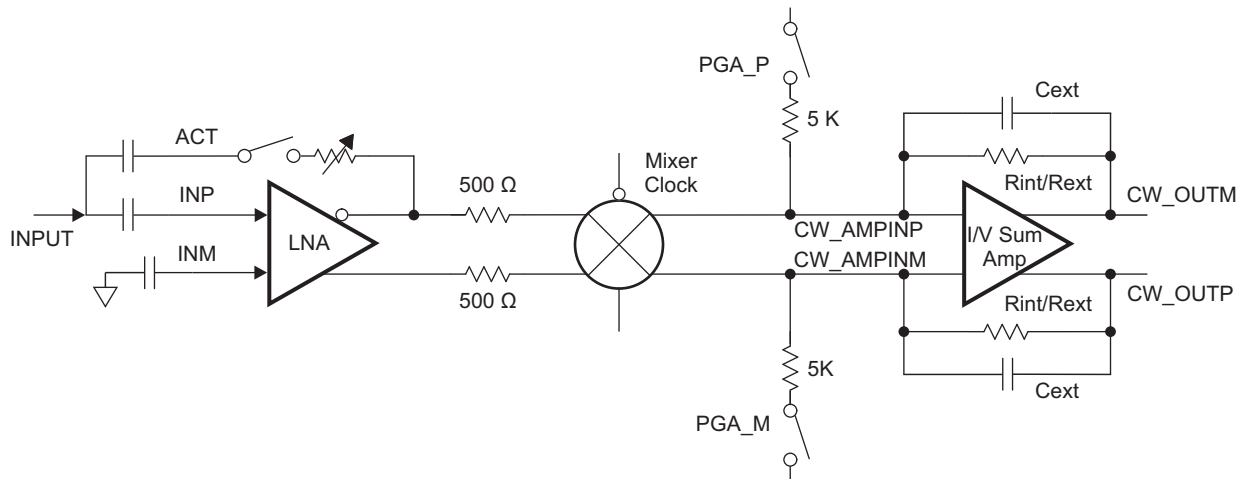 PGA_P
Cext
5 K
ACT
Mixer
Clock
500 Ω
Rint/Rext
INP
CW_OUTM
INPUT
LNA
CW_AMPINP
I/V Sum
Amp
INM
CW_AMPINM
500 Ω
Rint/Rext
CW_OUTP
5K
Cext
PGA_M